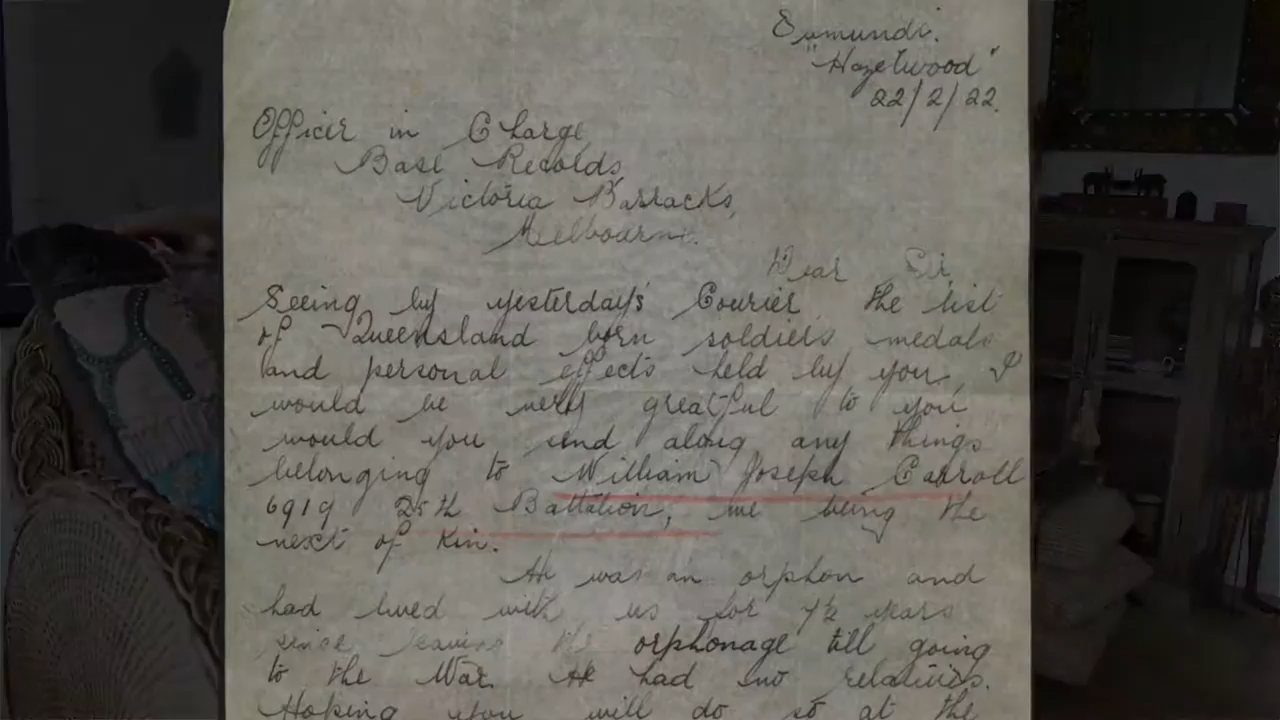 Eumundi.
"Hazelwood"
22/2/22.
Officer in Charge
Base Records,
Victoria Barracks,
Melbourne.
Dear Sir,
Seeing by yesterday's Courier the list
of Queensland born soldiers medals
and personal effects held by you, I
would be very greatful to you
would you send along any things
belonging to William Joseph Carroll
6919 25th Battalion, me being the
next of kin.
He was an orphon and
had lived with us for 7½ years
since leaving the orphonage till going
to the War. He had no relatives.
Hoping you will do so at the